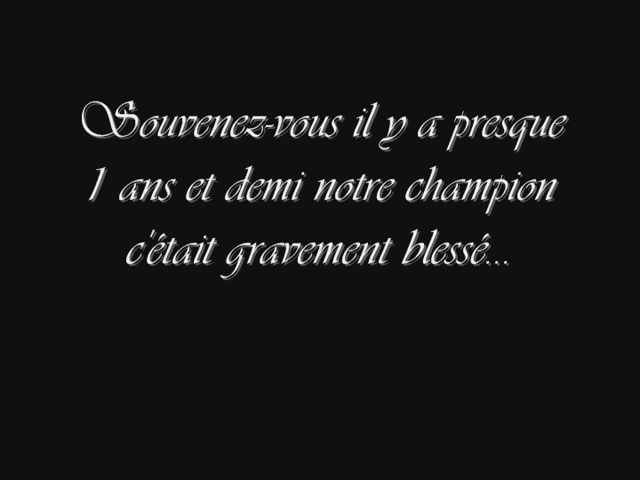 Souvenez-vous il y a presque
1 ans et demi notre champion
c'était gravement blessé...